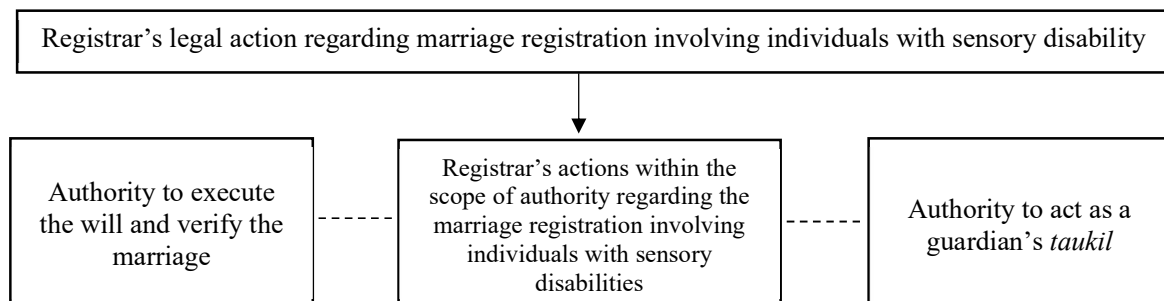 Registrar’s legal action regarding marriage registration involving individuals with sensory disability
Authority to execute
the will and verify the
marriage
Registrar’s actions within the
scope of authority regarding the
marriage registration involving
individuals with sensory
disabilities
Authority to act as a
guardian’s taukil